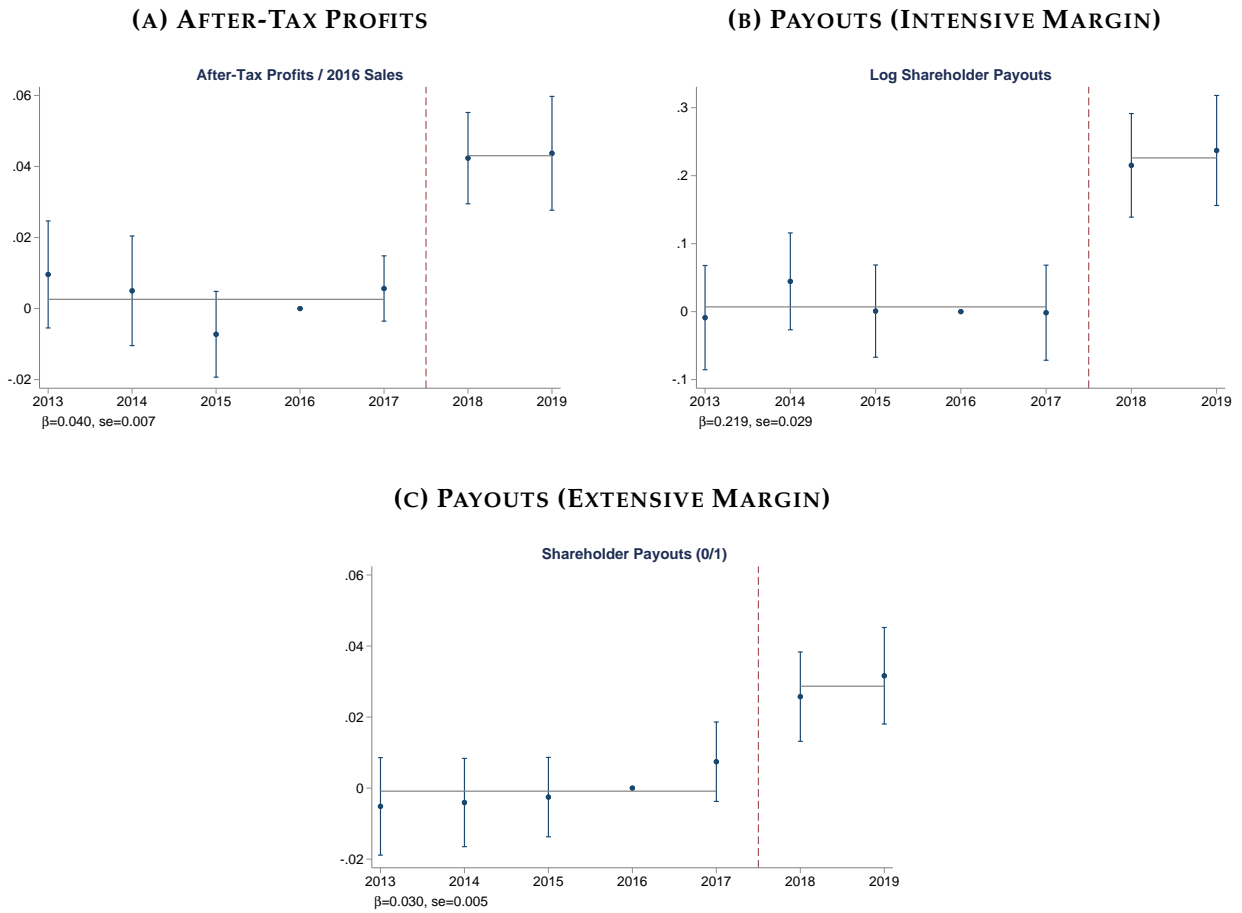 (A) AFTER-TAX PROFITS
After-Tax Profits / 2016 Sales
.06
.04
.02
0
-.02
2013 2014 2015 2016 2017 2018 2019
β=0.040, se=0.007
(B) PAYOUTS (INTENSIVE MARGIN)
Log Shareholder Payouts
.3
.2
.1
0
-.1
2013 2014 2015 2016 2017 2018 2019
β=0.219, se=0.029
(C) PAYOUTS (EXTENSIVE MARGIN)
Shareholder Payouts (0/1)
.06
.04
.02
0
-.02
2013 2014 2015 2016 2017 2018 2019
β=0.030, se=0.005